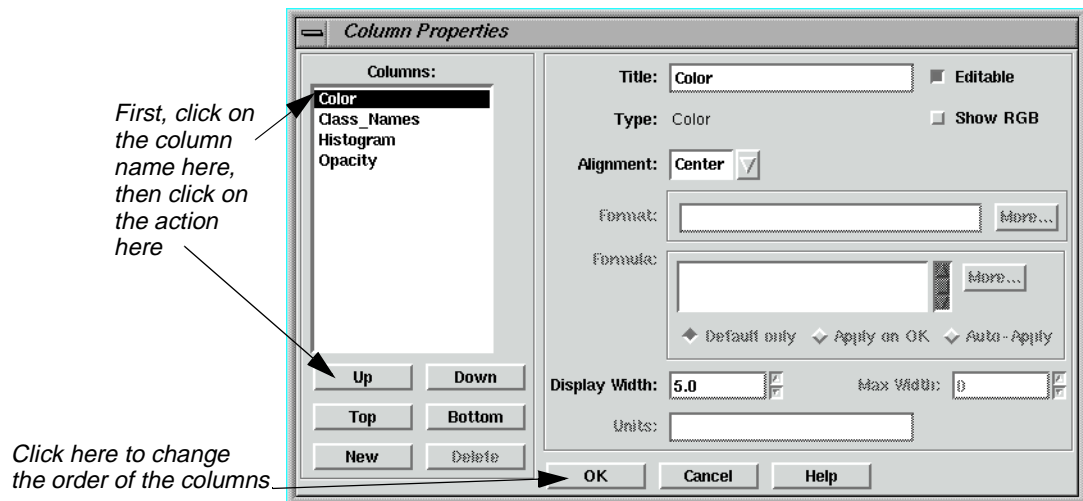 Column Properties
Columns:
Color
Class_Names
Histogram
Opacity
Up
Down
Top
Bottom
New
Delete
Title:
Color
Editable
Type:
Color
Show RGB
Alignment:
Center
Format:
More...
Formula:
More...
Default only
Apply on OK
Auto-Apply
Display Width:
5.0
Max Width:
0
Units:
OK
Cancel
Help
First, click on
the column
name here,
then click on
the action
here
Click here to change
the order of the columns